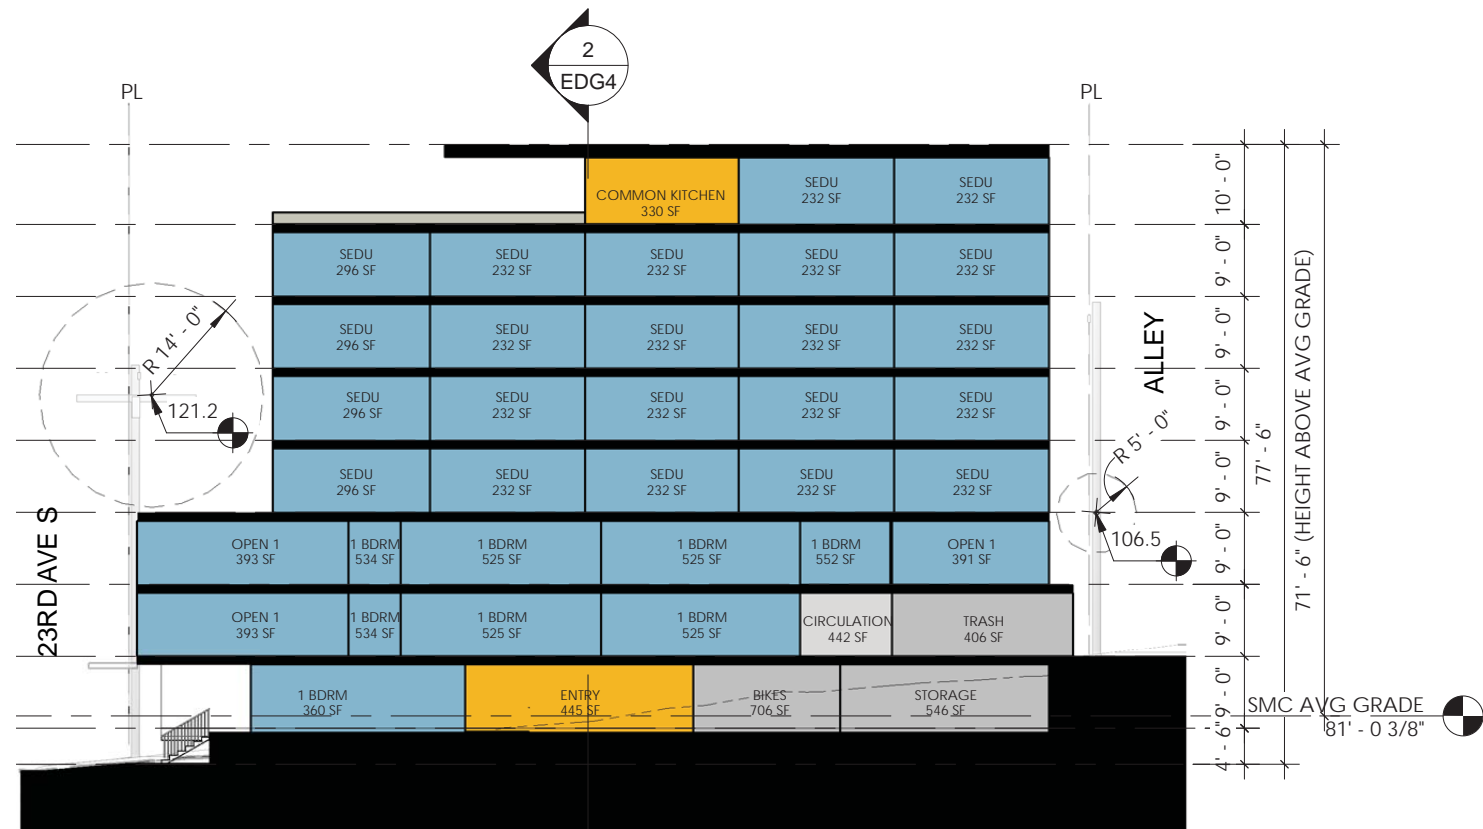 2
EDG4
PL
PL
COMMON KITCHEN
330 SF
SEDU
232 SF
SEDU
232 SF
10' - 0"
SEDU
296 SF
SEDU
232 SF
SEDU
232 SF
SEDU
232 SF
SEDU
232 SF
9' - 0"
SEDU
296 SF
SEDU
232 SF
SEDU
232 SF
SEDU
232 SF
SEDU
232 SF
9' - 0"
SEDU
296 SF
SEDU
232 SF
SEDU
232 SF
SEDU
232 SF
SEDU
232 SF
9' - 0"
SEDU
296 SF
SEDU
232 SF
SEDU
232 SF
SEDU
232 SF
SEDU
232 SF
9' - 0"
OPEN 1
393 SF
1 BDRM
534 SF
1 BDRM
525 SF
1 BDRM
525 SF
1 BDRM
552 SF
OPEN 1
391 SF
9' - 0"
OPEN 1
393 SF
1 BDRM
534 SF
1 BDRM
525 SF
1 BDRM
525 SF
CIRCULATION
442 SF
TRASH
406 SF
9' - 0"
1 BDRM
360 SF
ENTRY
445 SF
BIKES
706 SF
STORAGE
546 SF
9' - 0"
4' - 6"
77' - 6"
71' - 6" (HEIGHT ABOVE AVG GRADE)
R 14' - 0"
121.2
23RD AVE S
ALLEY
R 5' - 0"
106.5
SMC AVG GRADE
81' - 0 3/8"